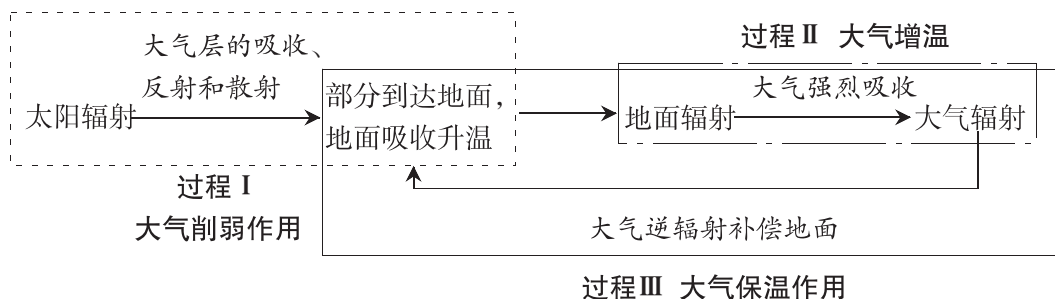 大气层的吸收、
反射和散射
太阳辐射
部分到达地面，
地面吸收升温
过程Ⅰ
大气削弱作用
过程Ⅱ 大气增温
大气强烈吸收
地面辐射
大气辐射
大气逆辐射补偿地面
过程Ⅲ 大气保温作用